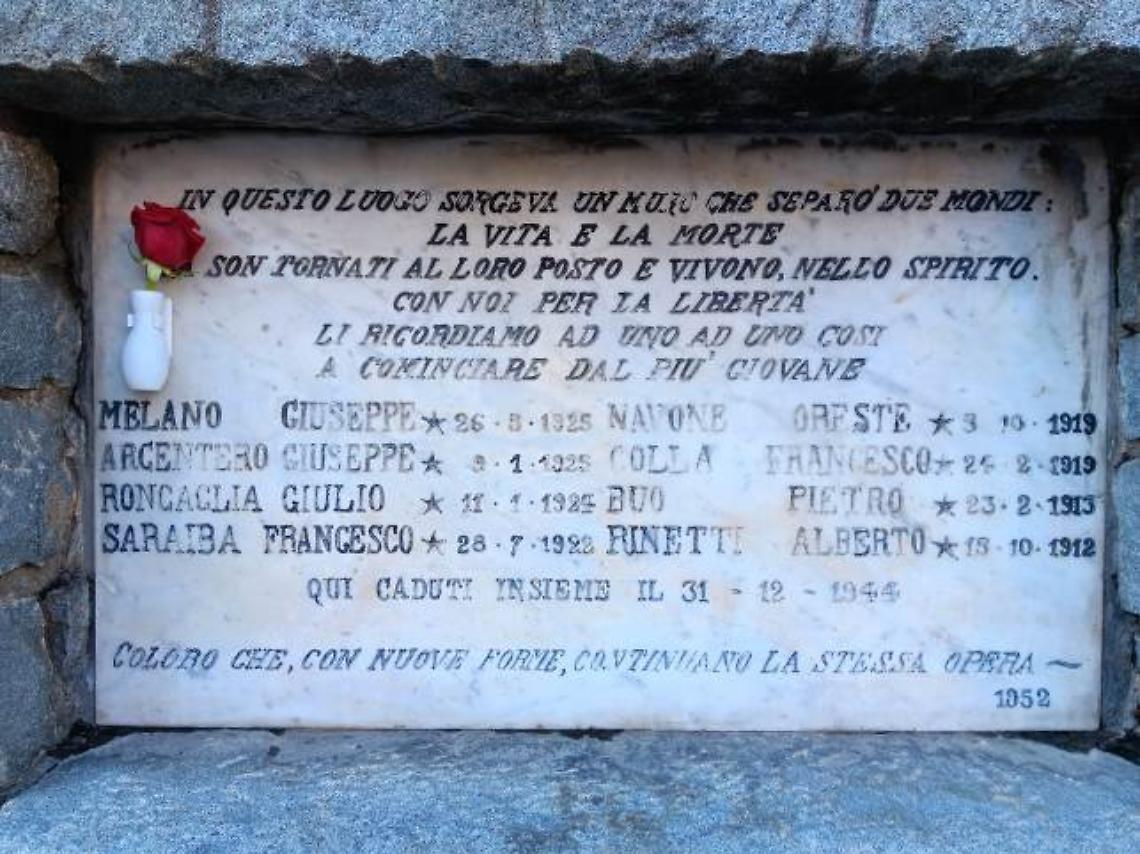 IN QUESTO LUOGO SORGEVA UN MURO CHE SEPARO' DUE MONDI:
LA VITA E LA MORTE
SON TORNATI AL LORO POSTO E VIVONO, NELLO SPIRITO.
CON NOI PER LA LIBERTA'
LI RICORDIAMO AD UNO AD UNO COSI
A COMINCIARE DAL PIU' GIOVANE
MELANO GIUSEPPE ★ 26·8·1925 NAVONE ORESTE ★ 3 10·1919
ARGENTERO GIUSEPPE ★ 9·1·1925 COLLA FRANCESCO ★ 24 2·1919
RONCAGLIA GIULIO ★ 11·1·1924 BUO PIETRO ★ 23·2·1913
SARAIBA FRANCESCO ★ 28·7·1922 RINETTI ALBERTO ★ 18·10·1912
QUI CADUTI INSIEME IL 31 - 12 - 1944
COLORO CHE, CON NUOVE FORME, CONTINUANO LA STESSA OPERA —
1952